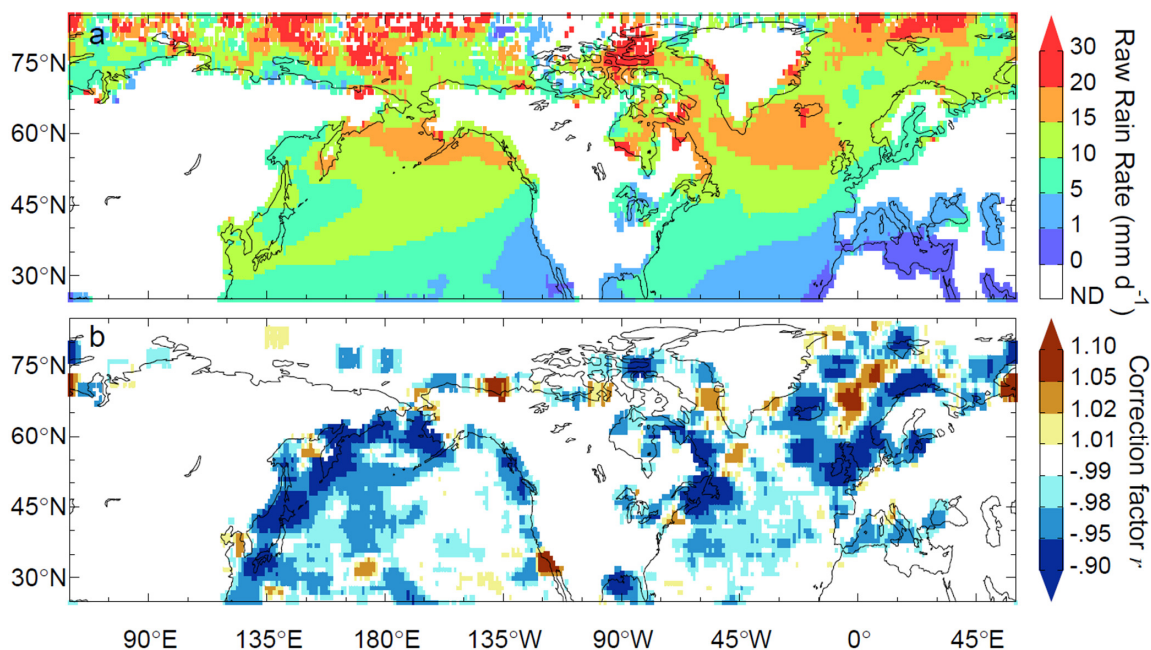 a
75°N
60°N
45°N
30°N
30
20
15
10
5
1
0
ND
Raw Rain Rate (mm d⁻¹)
b
75°N
60°N
45°N
30°N
1.10
1.05
1.02
1.01
-.99
-.98
-.95
-.90
Correction factor r
90°E 135°E 180°E 135°W 90°W 45°W 0° 45°E